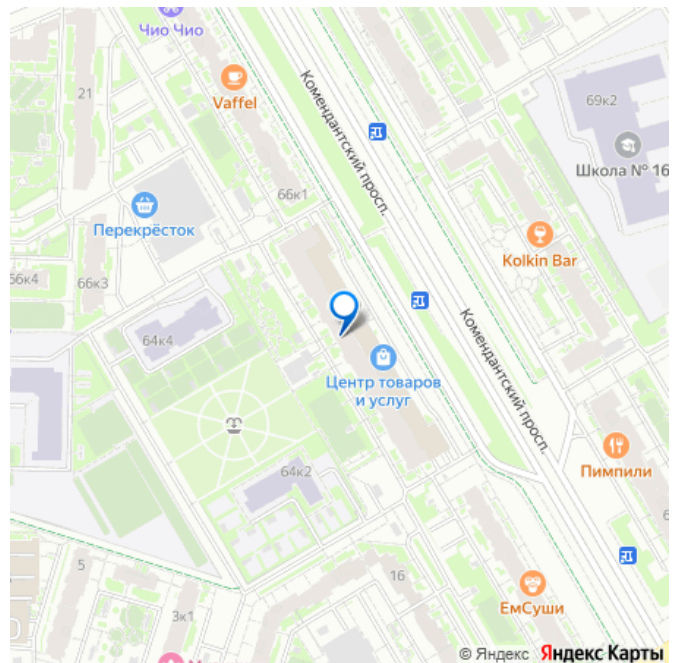 Чио Чио
21
Vaffel
Комендантский просп.
69к2
Школа № 16
66к1
Перекрёсток
Kolkin Bar
66к4
66к3
64к4
Комендантский просп.
Центр товаров
и услуг
Пимпили
64к2
5
16
3к1
ЕмСуши
© Яндекс
Яндекс Карты